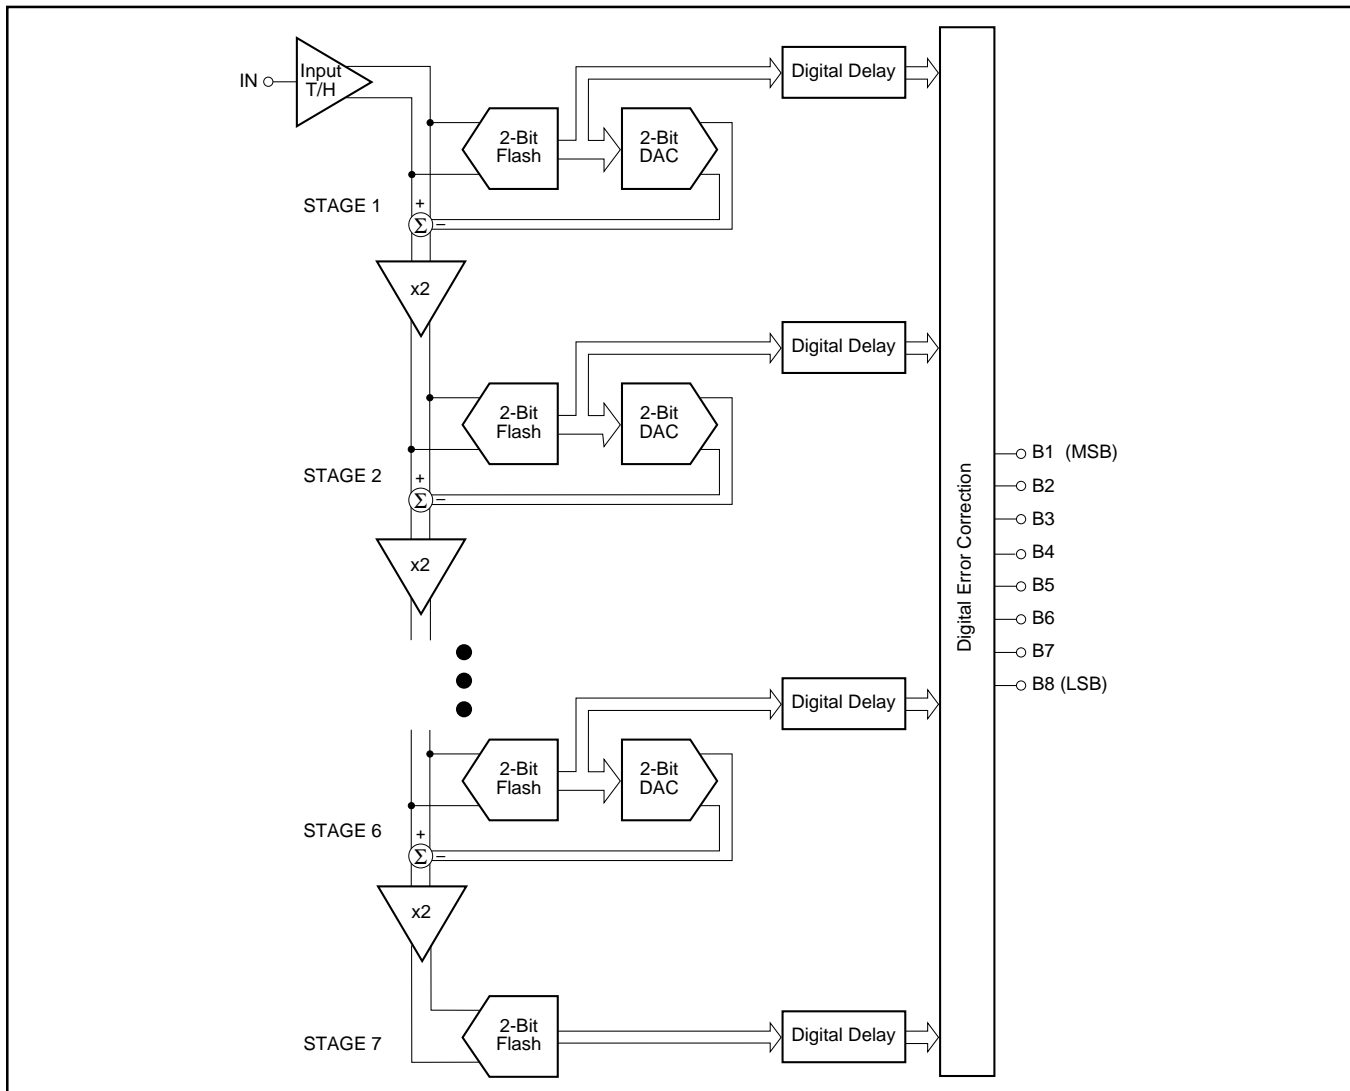 Input
T/H
IN
2-Bit
Flash
2-Bit
DAC
Digital Delay
STAGE 1
+
Σ
–
x2
2-Bit
Flash
2-Bit
DAC
Digital Delay
STAGE 2
+
Σ
–
x2
2-Bit
Flash
2-Bit
DAC
Digital Delay
STAGE 6
+
Σ
–
x2
2-Bit
Flash
Digital Delay
STAGE 7
Digital Error Correction
B1 (MSB)
B2
B3
B4
B5
B6
B7
B8 (LSB)